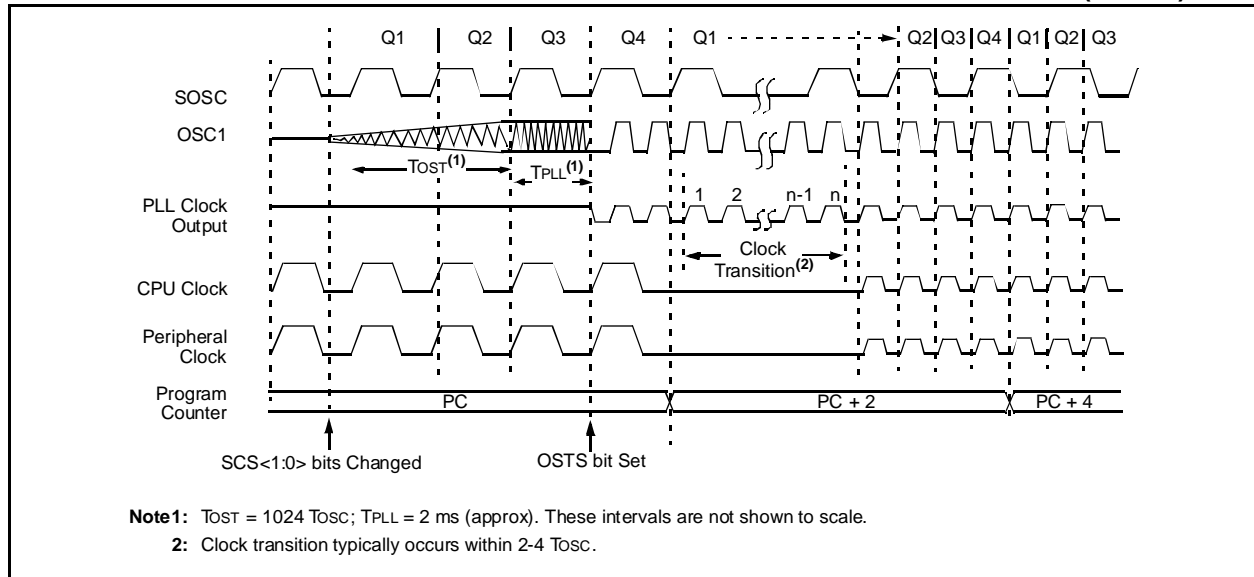 Q1 Q2 Q3 Q4 Q1 Q2 Q3 Q4 Q1 Q2 Q3
SOSC
OSC1
TOST(1) TPLL(1)
1 2 n-1 n
PLL Clock
Output
Clock
Transition(2)
CPU Clock
Peripheral
Clock
Program
Counter
PC PC + 2 PC + 4
SCS<1:0> bits Changed OSTS bit Set
Note1: TOST = 1024 TOSC; TPLL = 2 ms (approx). These intervals are not shown to scale.
2: Clock transition typically occurs within 2-4 TOSC.